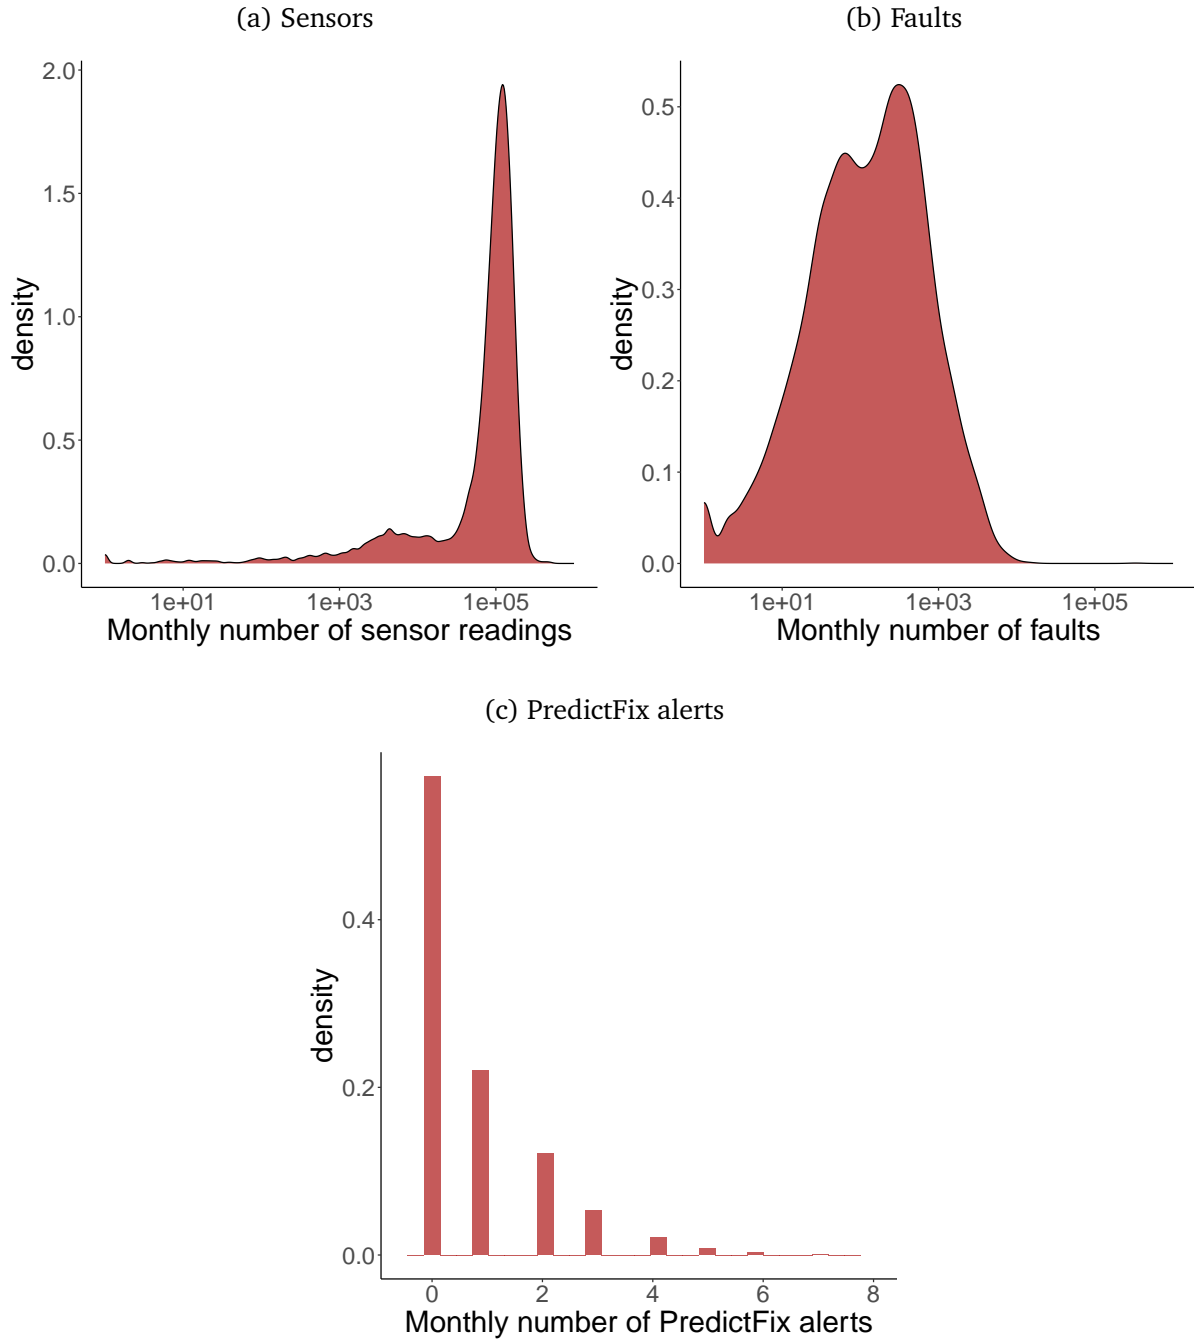 (a) Sensors
2.0
1.5
1.0
0.5
0.0
density
1e+01 1e+03 1e+05
Monthly number of sensor readings
(b) Faults
0.5
0.4
0.3
0.2
0.1
0.0
density
1e+01 1e+03 1e+05
Monthly number of faults
(c) PredictFix alerts
0.4
0.2
0.0
density
0 2 4 6 8
Monthly number of PredictFix alerts